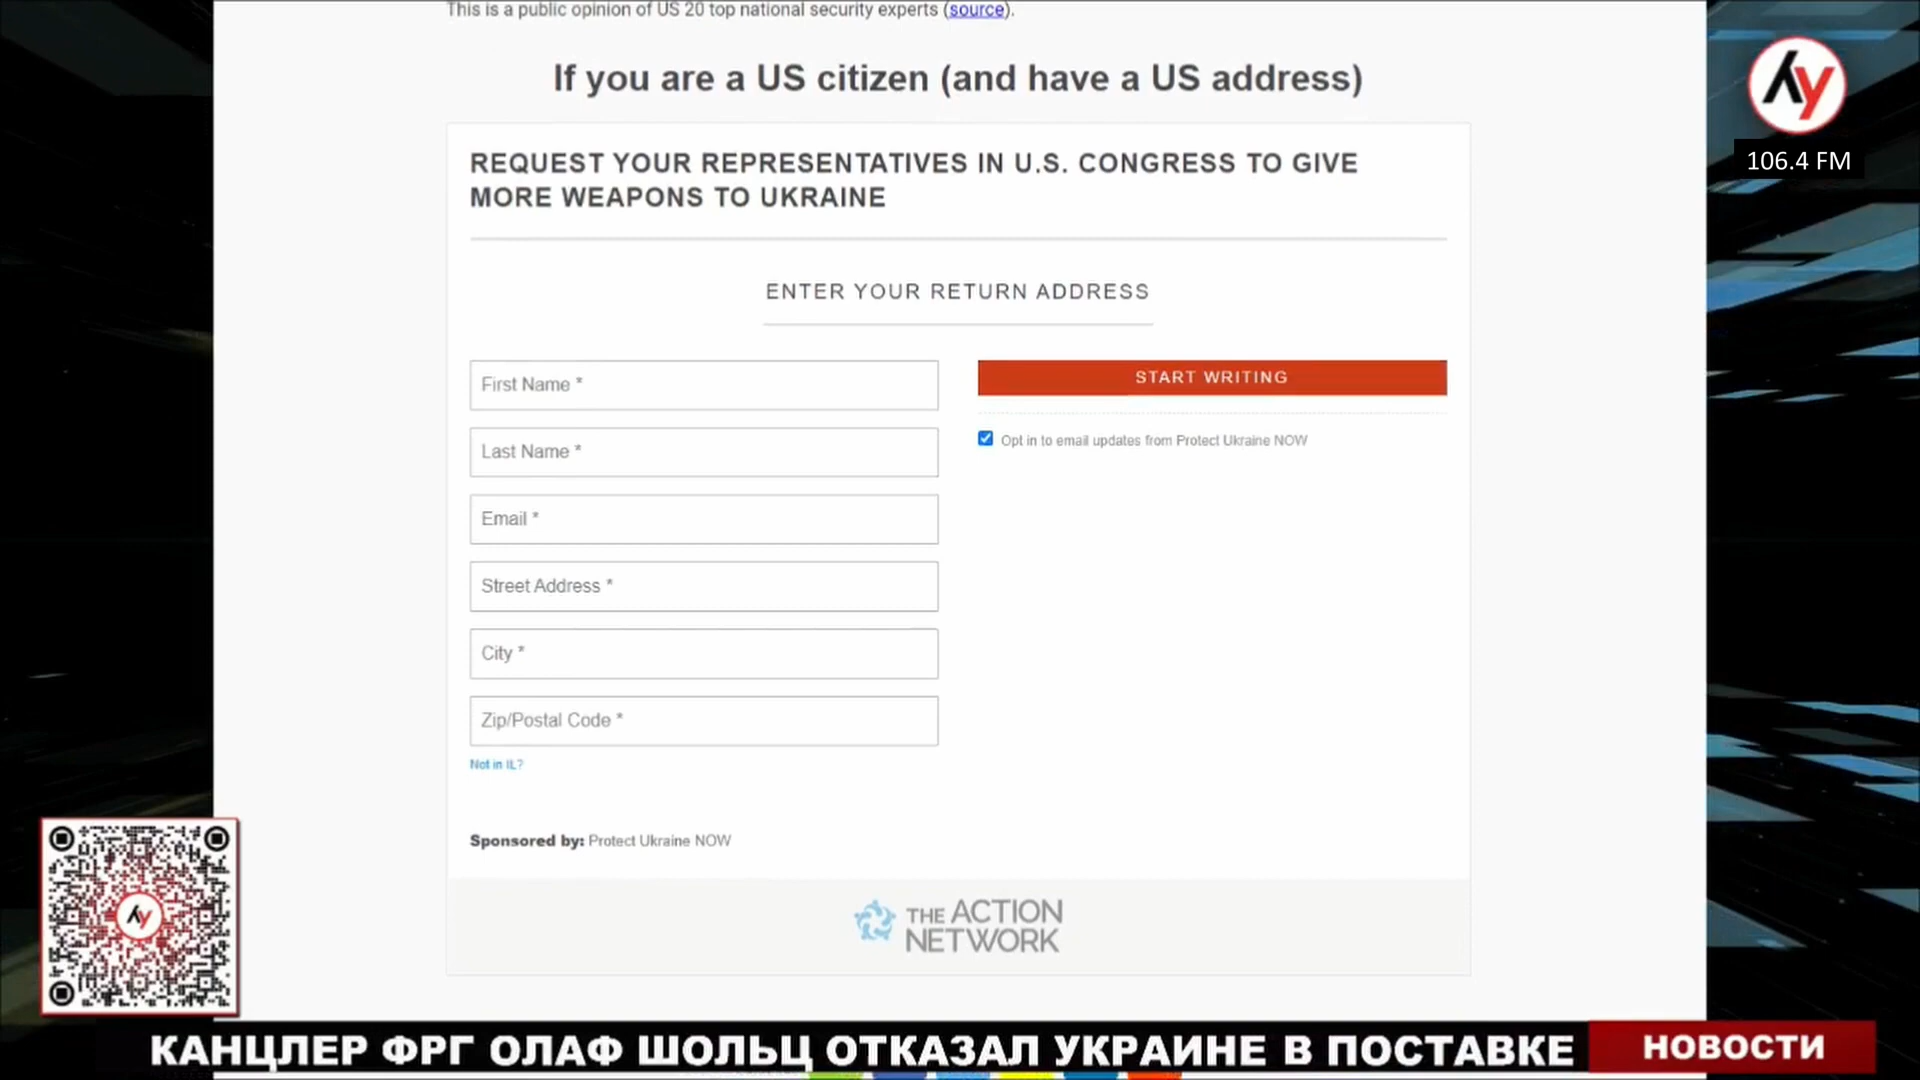 This is a public opinion of US 20 top national security experts (source).
If you are a US citizen (and have a US address)
106.4 FM
REQUEST YOUR REPRESENTATIVES IN U.S. CONGRESS TO GIVE
MORE WEAPONS TO UKRAINE
ENTER YOUR RETURN ADDRESS
First Name *
START WRITING
Last Name *
Opt in to email updates from Protect Ukraine NOW
Email *
Street Address *
City *
Zip/Postal Code *
Not in IL?
Sponsored by: Protect Ukraine NOW
THE ACTION
NETWORK
КАНЦЛЕР ФРГ ОЛАФ ШОЛЬЦ ОТКАЗАЛ УКРАИНЕ В ПОСТАВКЕ
НОВОСТИ